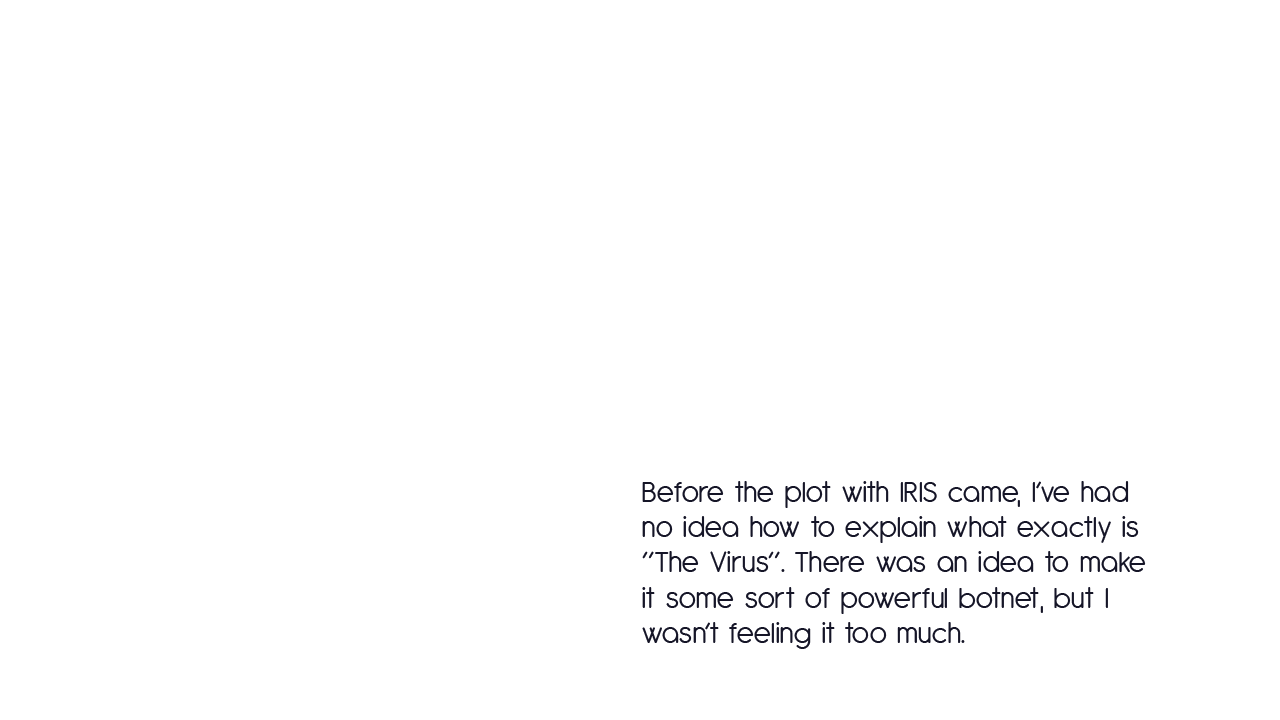 Before the plot with IRIS came, I've had
no idea how to explain what exactly is
"The Virus". There was an idea to make
it some sort of powerful botnet, but I
wasn't feeling it too much.